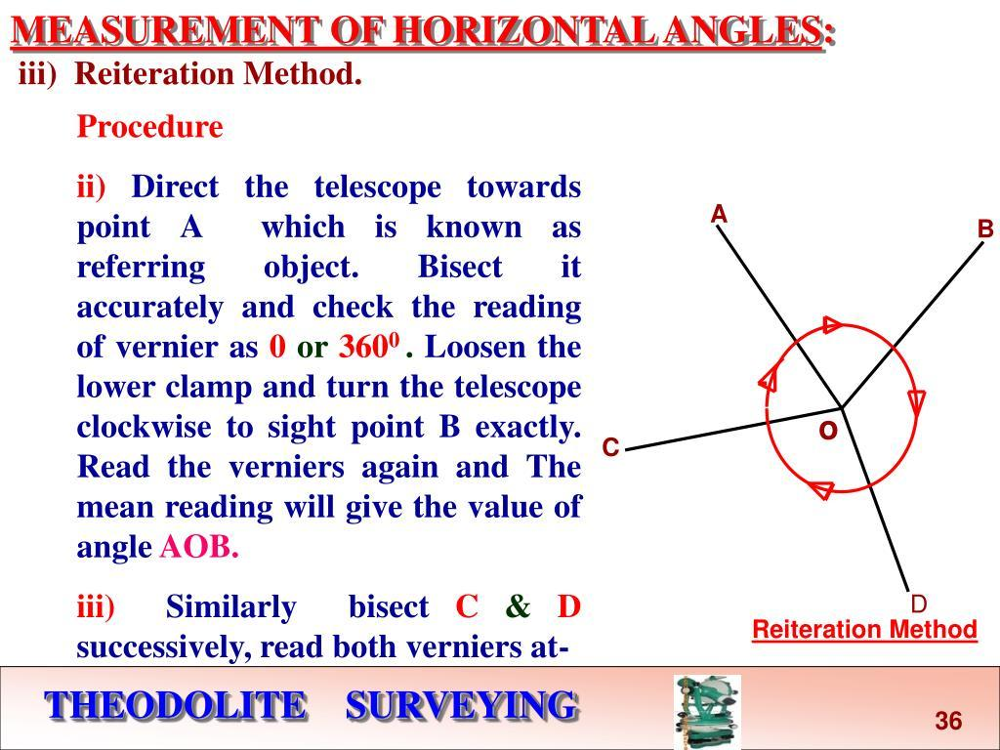 MEASUREMENT OF HORIZONTAL ANGLES:
iii) Reiteration Method.
Procedure
ii) Direct the telescope towards
point A which is known as
referring object. Bisect it
accurately and check the reading
of vernier as 0 or 360⁰ . Loosen the
lower clamp and turn the telescope
clockwise to sight point B exactly.
Read the verniers again and The
mean reading will give the value of
angle AOB.
iii) Similarly bisect C & D
successively, read both verniers at-
A
B
O
C
D
Reiteration Method
THEODOLITE SURVEYING
36